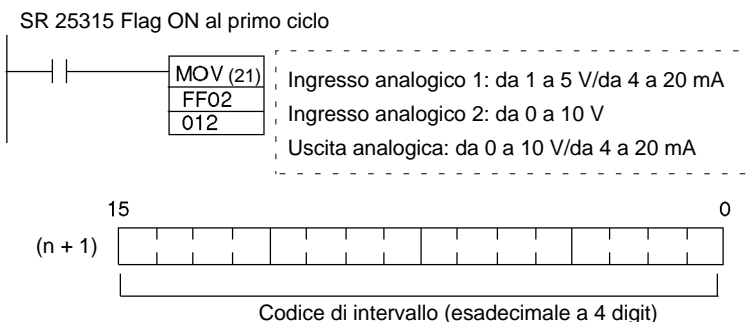 SR 25315 Flag ON al primo ciclo
MOV (21)
FF02
012
Ingresso analogico 1: da 1 a 5 V/da 4 a 20 mA
Ingresso analogico 2: da 0 a 10 V
Uscita analogica: da 0 a 10 V/da 4 a 20 mA
15 0
(n + 1)
Codice di intervallo (esadecimale a 4 digit)